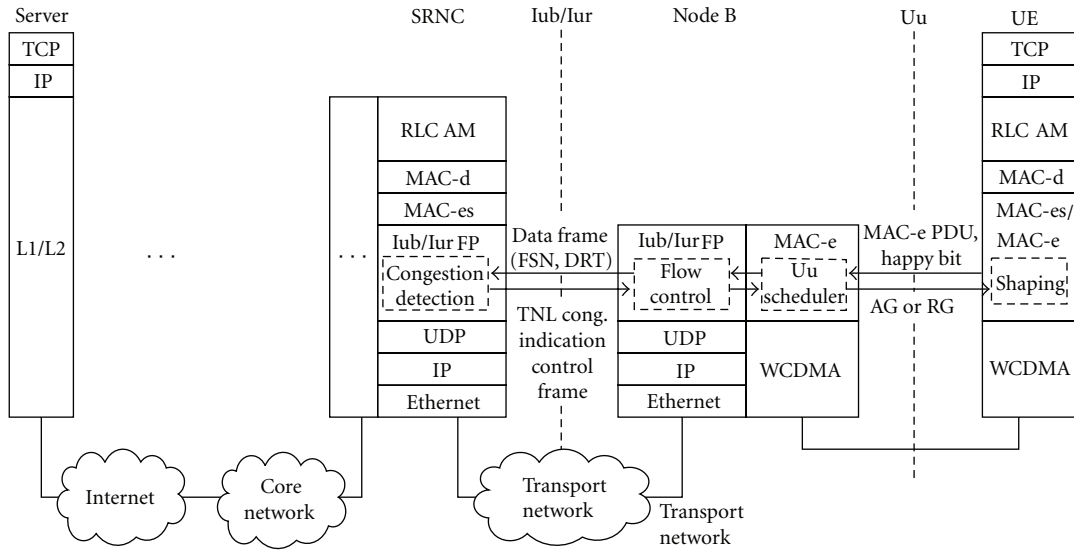 Server
SRNC
Iub/Iur
Node B
Uu
UE
TCP
IP
L1/L2
. . .
. . .
RLC AM
MAC-d
MAC-es
Iub/Iur FP
Congestion
detection
UDP
IP
Ethernet
Data frame
(FSN, DRT)
TNL cong.
indication
control
frame
Iub/Iur FP
Flow
control
UDP
IP
Ethernet
MAC-e
Uu
scheduler
WCDMA
MAC-e PDU,
happy bit
AG or RG
TCP
IP
RLC AM
MAC-d
MAC-es/
MAC-e
Shaping
WCDMA
Internet
Core
network
Transport
network
Transport
network